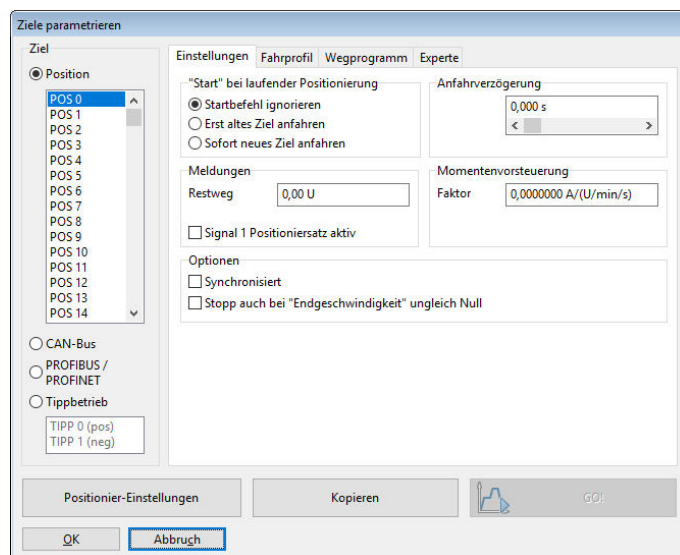 Ziele parametrieren
Ziel
Position
POS 0
POS 1
POS 2
POS 3
POS 4
POS 5
POS 6
POS 7
POS 8
POS 9
POS 10
POS 11
POS 12
POS 13
POS 14
CAN-Bus
PROFIBUS /
PROFINET
Tippbetrieb
TIPP 0 (pos)
TIPP 1 (neg)
Einstellungen Fahrprofil Wegprogramm Experte
"Start" bei laufender Positionierung
Startbefehl ignorieren
Erst altes Ziel anfahren
Sofort neues Ziel anfahren
Anfahrverzögerung
0,000 s
Meldungen
Restweg 0,00 U
Signal 1 Positioniersatz aktiv
Momentenvorsteuerung
Faktor 0,0000000 A/(U/min/s)
Optionen
Synchronisiert
Stopp auch bei "Endgeschwindigkeit" ungleich Null
Positionier-Einstellungen Kopieren GO!
OK Abbruch